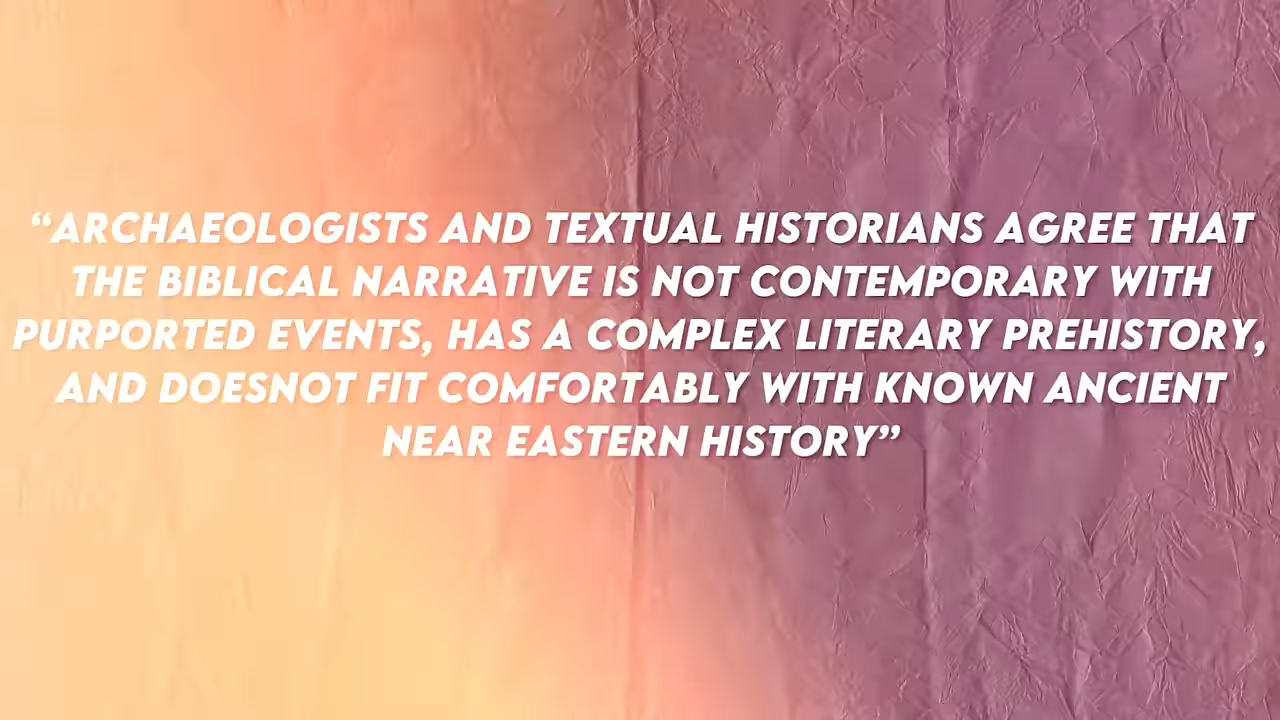 “ARCHAEOLOGISTS AND TEXTUAL HISTORIANS AGREE THAT
THE BIBLICAL NARRATIVE IS NOT CONTEMPORARY WITH
PURPORTED EVENTS, HAS A COMPLEX LITERARY PREHISTORY,
AND DOESNOT FIT COMFORTABLY WITH KNOWN ANCIENT
NEAR EASTERN HISTORY”